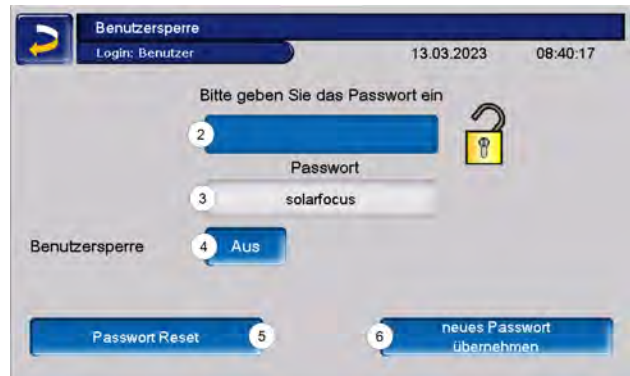 Benutzersperre
Login: Benutzer 13.03.2023 08:40:17
Bitte geben Sie das Passwort ein
2
Passwort
3 solarfocus
Benutzersperre 4 Aus
Passwort Reset 5 6 neues Passwort
übernehmen